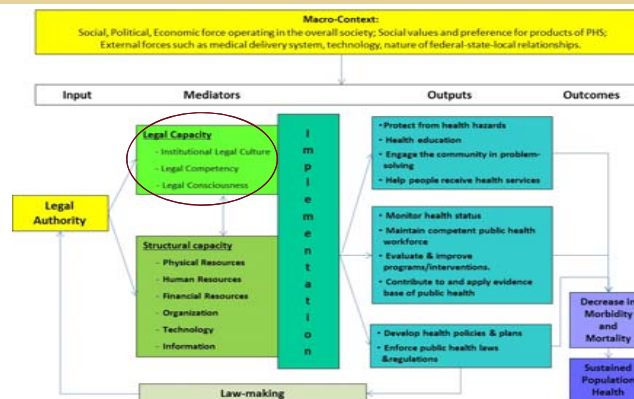 Macro-Context:
Social, Political, Economic force operating in the overall society; Social values and preference for products of PHS;
External forces such as medical delivery system, technology, nature of federal-state-local relationships.
Input Mediators Outputs Outcomes
Legal Capacity
- Institutional Legal Culture
- Legal Competency
- Legal Consciousness
Legal
Authority
Structural capacity
- Physical Resources
- Human Resources
- Financial Resources
- Organization
- Technology
- Information
Implementation
• Protect from health hazards
• Health education
• Engage the community in problem-
solving
• Help people receive health services
• Monitor health status
• Maintain competent public health
workforce
• Evaluate & improve
programs/interventions.
• Contribute to and apply evidence
base of public health
• Develop health policies & plans
• Enforce public health laws
&regulations
Decrease in
Morbidity
and
Mortality
Sustained
Population
Health
Law-making